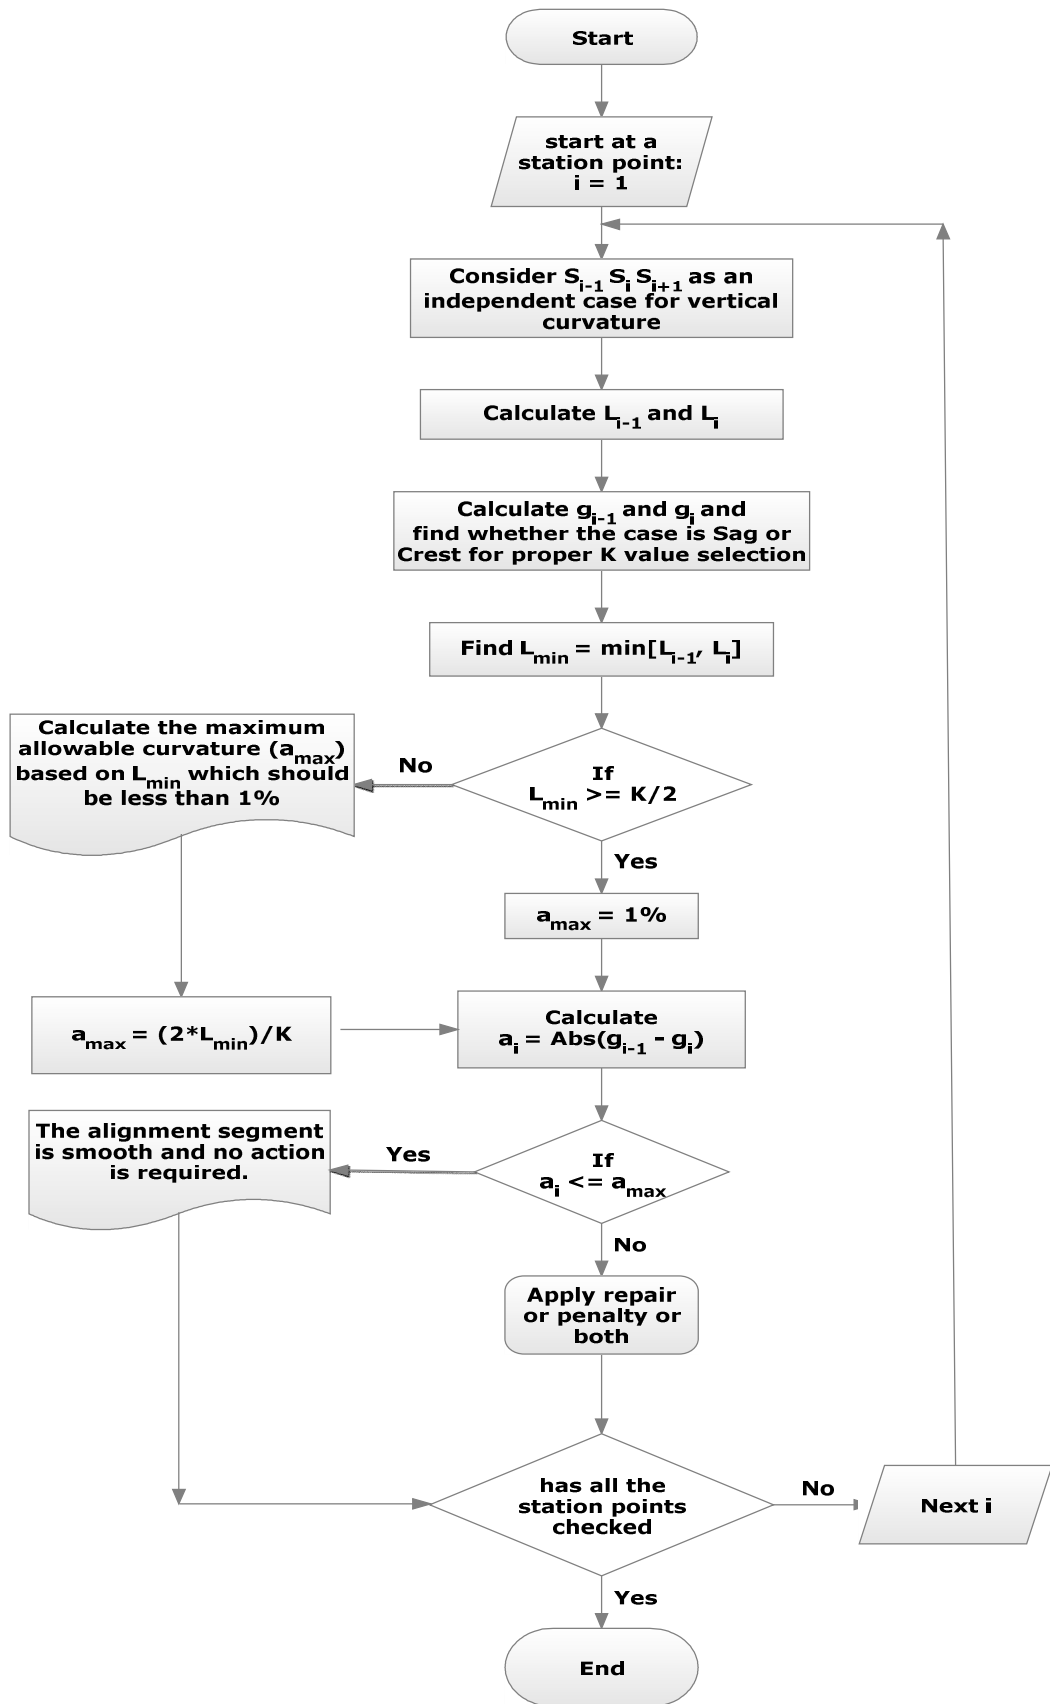 Start
start at a
station point:
i = 1
Consider Si-1 Si Si+1 as an
independent case for vertical
curvature
Calculate Li-1 and Li
Calculate gi-1 and gi and
find whether the case is Sag or
Crest for proper K value selection
Find Lmin = min[Li-1, Li]
If
Lmin >= K/2
No
Calculate the maximum
allowable curvature (amax)
based on Lmin which should
be less than 1%
Yes
amax = 1%
amax = (2*Lmin)/K
Calculate
ai = Abs(gi-1 - gi)
If
ai <= amax
Yes
The alignment segment
is smooth and no action
is required.
No
Apply repair
or penalty or
both
has all the
station points
checked
No
Next i
Yes
End